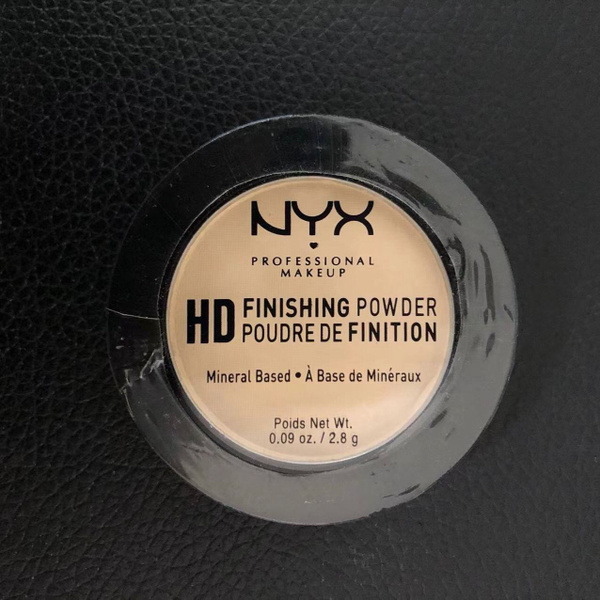 NYX
PROFESSIONAL
MAKEUP
HD FINISHING POWDER
POUDRE DE FINITION
Mineral Based • À Base de Minéraux
Poids Net Wt.
0.09 oz. / 2.8 g